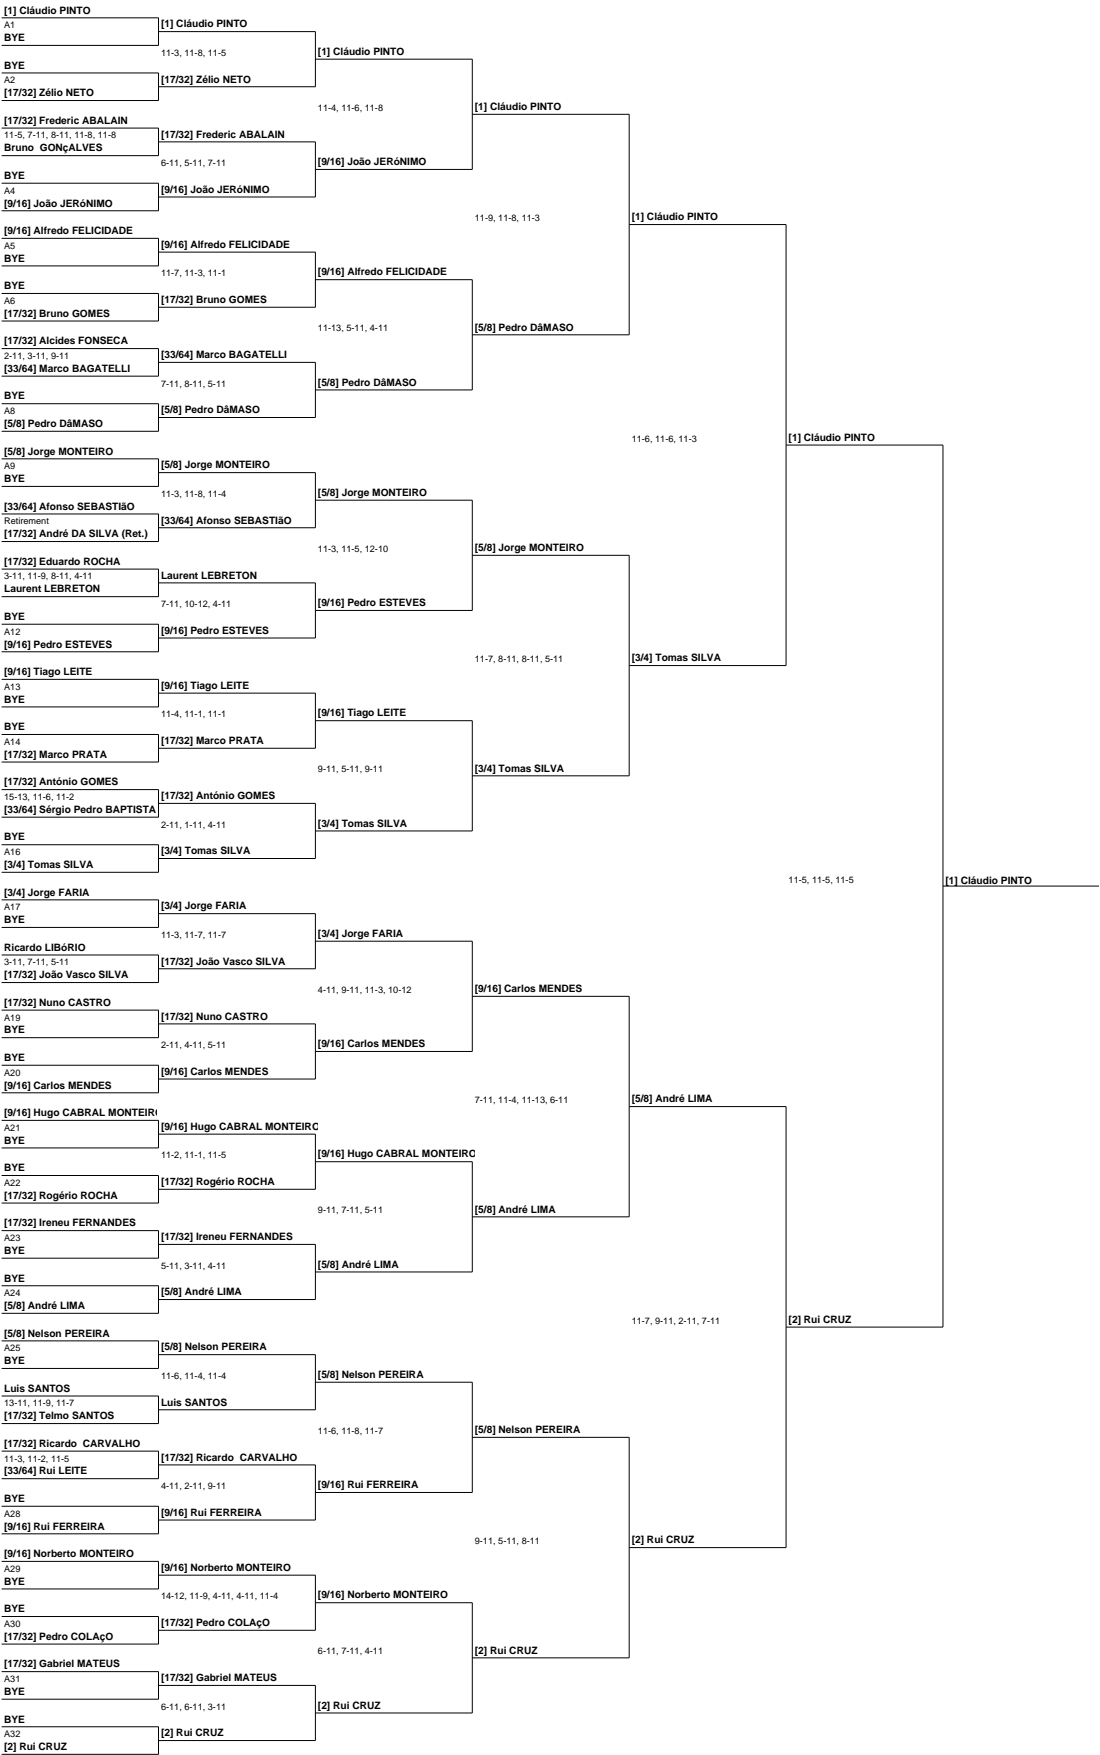 [1] Cláudio PINTO
A1
[1] Cláudio PINTO
BYE
11-3, 11-8, 11-5
[1] Cláudio PINTO
BYE
A2
[17/32] Zélio NETO
[17/32] Zélio NETO
11-4, 11-6, 11-8
[1] Cláudio PINTO
[17/32] Frederic ABALAIN
11-5, 7-11, 8-11, 11-8, 11-8
[17/32] Frederic ABALAIN
Bruno  GONçALVES
6-11, 5-11, 7-11
[9/16] João JERóNIMO
BYE
A4
[9/16] João JERóNIMO
[9/16] João JERóNIMO
11-9, 11-8, 11-3
[1] Cláudio PINTO
[9/16] Alfredo FELICIDADE
A5
[9/16] Alfredo FELICIDADE
BYE
11-7, 11-3, 11-1
[9/16] Alfredo FELICIDADE
BYE
A6
[17/32] Bruno GOMES
[17/32] Bruno GOMES
11-13, 5-11, 4-11
[5/8] Pedro DâMASO
[17/32] Alcides FONSECA
2-11, 3-11, 9-11
[33/64] Marco BAGATELLI
[33/64] Marco BAGATELLI
7-11, 8-11, 5-11
[5/8] Pedro DâMASO
BYE
A8
[5/8] Pedro DâMASO
[5/8] Pedro DâMASO
11-6, 11-6, 11-3
[1] Cláudio PINTO
[5/8] Jorge MONTEIRO
A9
[5/8] Jorge MONTEIRO
BYE
11-3, 11-8, 11-4
[5/8] Jorge MONTEIRO
[33/64] Afonso SEBASTIãO
Retirement
[33/64] Afonso SEBASTIãO
[17/32] André DA SILVA (Ret.)
11-3, 11-5, 12-10
[5/8] Jorge MONTEIRO
[17/32] Eduardo ROCHA
3-11, 11-9, 8-11, 4-11
Laurent LEBRETON
Laurent LEBRETON
7-11, 10-12, 4-11
[9/16] Pedro ESTEVES
BYE
A12
[9/16] Pedro ESTEVES
[9/16] Pedro ESTEVES
11-7, 8-11, 8-11, 5-11
[3/4] Tomas SILVA
[9/16] Tiago LEITE
A13
[9/16] Tiago LEITE
BYE
11-4, 11-1, 11-1
[9/16] Tiago LEITE
BYE
A14
[17/32] Marco PRATA
[17/32] Marco PRATA
9-11, 5-11, 9-11
[3/4] Tomas SILVA
[17/32] António GOMES
15-13, 11-6, 11-2
[17/32] António GOMES
[33/64] Sérgio Pedro BAPTISTA
2-11, 1-11, 4-11
[3/4] Tomas SILVA
BYE
A16
[3/4] Tomas SILVA
[3/4] Tomas SILVA
11-5, 11-5, 11-5
[1] Cláudio PINTO
[3/4] Jorge FARIA
A17
[3/4] Jorge FARIA
BYE
11-3, 11-7, 11-7
[3/4] Jorge FARIA
Ricardo LIBóRIO
3-11, 7-11, 5-11
[17/32] João Vasco SILVA
[17/32] João Vasco SILVA
4-11, 9-11, 11-3, 10-12
[9/16] Carlos MENDES
[17/32] Nuno CASTRO
A19
[17/32] Nuno CASTRO
BYE
2-11, 4-11, 5-11
[9/16] Carlos MENDES
BYE
A20
[9/16] Carlos MENDES
[9/16] Carlos MENDES
7-11, 11-4, 11-13, 6-11
[5/8] André LIMA
[9/16] Hugo CABRAL MONTEIR
A21
[9/16] Hugo CABRAL MONTEIRO
BYE
11-2, 11-1, 11-5
[9/16] Hugo CABRAL MONTEIRO
BYE
A22
[17/32] Rogério ROCHA
[17/32] Rogério ROCHA
9-11, 7-11, 5-11
[5/8] André LIMA
[17/32] Ireneu FERNANDES
A23
[17/32] Ireneu FERNANDES
BYE
5-11, 3-11, 4-11
[5/8] André LIMA
BYE
A24
[5/8] André LIMA
[5/8] André LIMA
11-7, 9-11, 2-11, 7-11
[2] Rui CRUZ
[5/8] Nelson PEREIRA
A25
[5/8] Nelson PEREIRA
BYE
11-6, 11-4, 11-4
[5/8] Nelson PEREIRA
Luis SANTOS
13-11, 11-9, 11-7
Luis SANTOS
[17/32] Telmo SANTOS
11-6, 11-8, 11-7
[5/8] Nelson PEREIRA
[17/32] Ricardo  CARVALHO
11-3, 11-2, 11-5
[17/32] Ricardo  CARVALHO
[33/64] Rui LEITE
4-11, 2-11, 9-11
[9/16] Rui FERREIRA
BYE
A28
[9/16] Rui FERREIRA
[9/16] Rui FERREIRA
9-11, 5-11, 8-11
[2] Rui CRUZ
[9/16] Norberto MONTEIRO
A29
[9/16] Norberto MONTEIRO
BYE
14-12, 11-9, 4-11, 4-11, 11-4
[9/16] Norberto MONTEIRO
BYE
A30
[17/32] Pedro COLAçO
[17/32] Pedro COLAçO
6-11, 7-11, 4-11
[2] Rui CRUZ
[17/32] Gabriel MATEUS
A31
[17/32] Gabriel MATEUS
BYE
6-11, 6-11, 3-11
[2] Rui CRUZ
BYE
A32
[2] Rui CRUZ
[2] Rui CRUZ